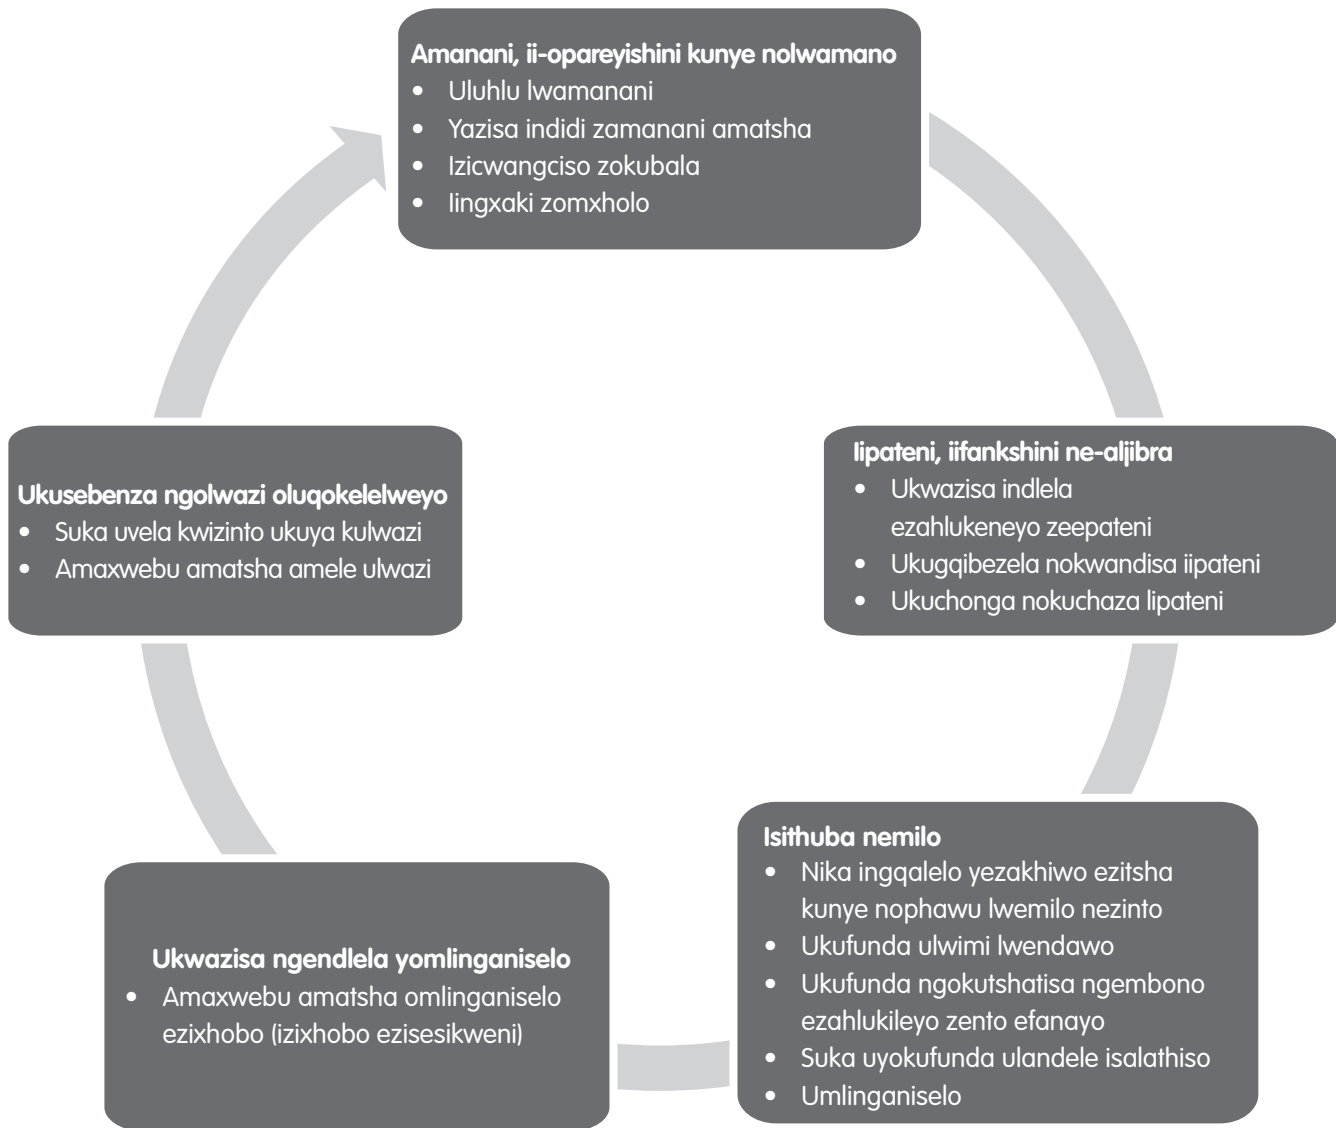 Amanani, ii-opareyishini kunye nolwamano
• Uluhlu lwamanani
• Yazisa indidi zamanani amatsha
• Izicwangciso zokubala
• Iingxaki zomxholo
Iipateni, iifankshini ne-aljibra
• Ukwazisa indlela
ezahlukeneyo zeepateni
• Ukugqibezela nokwandisa iipateni
• Ukuchonga nokuchaza Iipateni
Isithuba nemilo
• Nika ingqalelo yezakhiwo ezitsha
kunye nophawu lwemilo nezinto
• Ukufunda ulwimi lwendawo
• Ukufunda ngokutshatisa ngembono
ezahlukileyo zento efanayo
• Suka uyokufunda ulandele isalathiso
• Umlinganiselo
Ukwazisa ngendlela yomlinganiselo
• Amaxwebu amatsha omlinganiselo
ezixhobo (izixhobo ezisesikweni)
Ukusebenza ngolwazi oluqokelelweyo
• Suka uvela kwizinto ukuya kulwazi
• Amaxwebu amatsha amele ulwazi